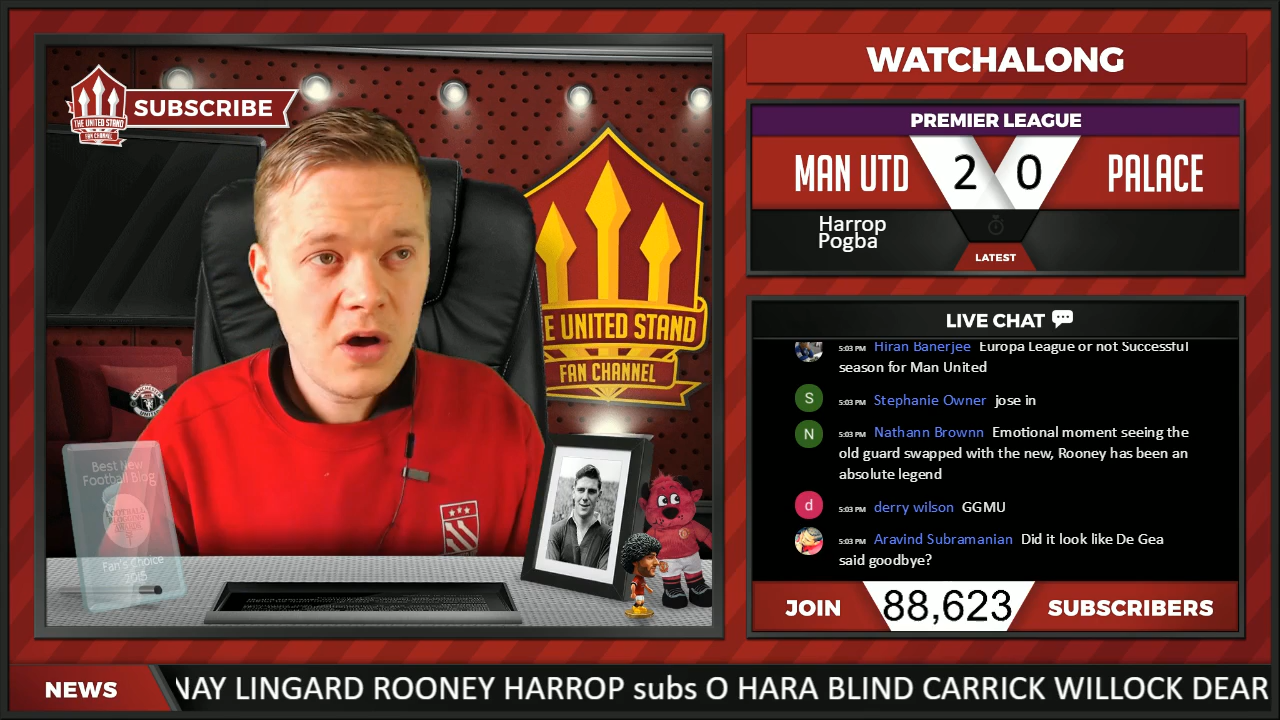 THE UNITED STAND
FAN CHANNEL
SUBSCRIBE
E UNITED STAND
FAN CHANNEL
Best New
Football Blog
Fan's Choice
2015
WATCHALONG
PREMIER LEAGUE
MAN UTD 2 0 PALACE
Harrop
Pogba
LATEST
LIVE CHAT
5:03 PM Hiran Banerjee Europa League or not Successful
season for Man United
S 5:03 PM Stephanie Owner jose in
N 5:03 PM Nathann Brownn Emotional moment seeing the
old guard swapped with the new, Rooney has been an
absolute legend
d 5:03 PM derry wilson GGMU
5:03 PM Aravind Subramanian Did it look like De Gea
said goodbye?
JOIN 88,623 SUBSCRIBERS
NEWS NAY LINGARD ROONEY HARROP subs O HARA BLIND CARRICK WILLOCK DEAR